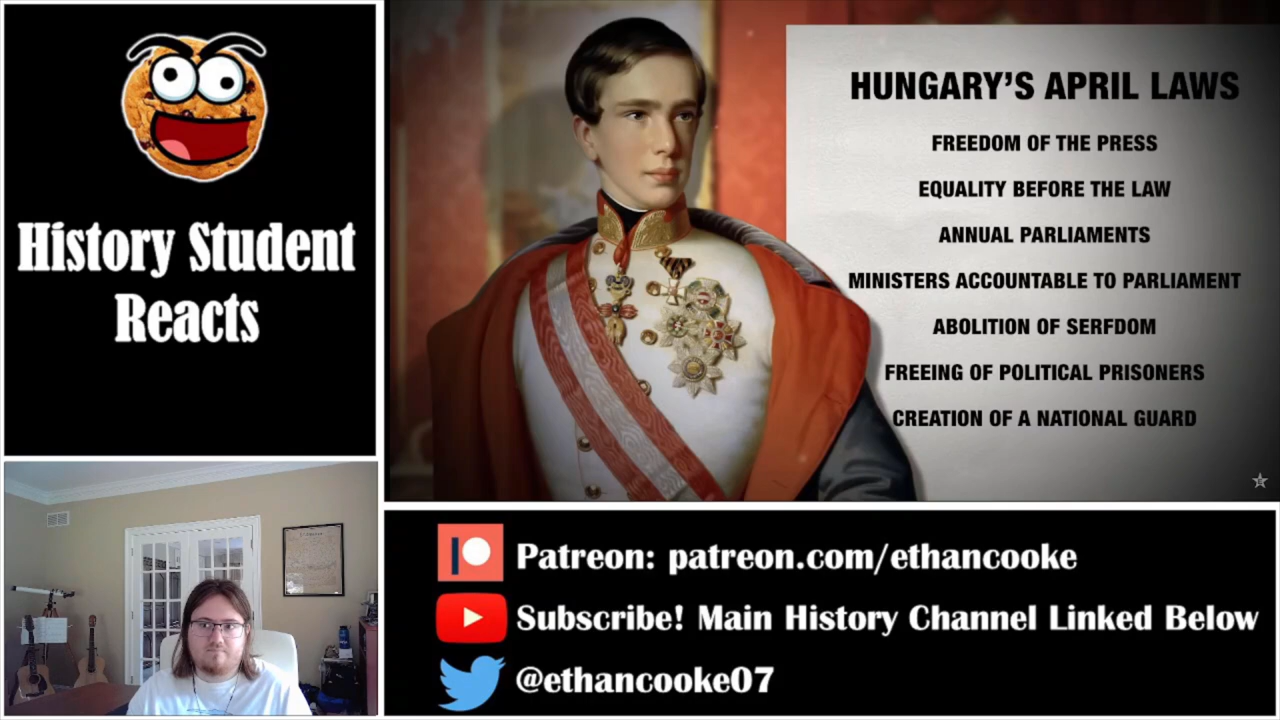 History Student
Reacts
HUNGARY'S APRIL LAWS
FREEDOM OF THE PRESS
EQUALITY BEFORE THE LAW
ANNUAL PARLIAMENTS
MINISTERS ACCOUNTABLE TO PARLIAMENT
ABOLITION OF SERFDOM
FREEING OF POLITICAL PRISONERS
CREATION OF A NATIONAL GUARD
Patreon: patreon.com/ethancooke
Subscribe! Main History Channel Linked Below
@ethancooke07